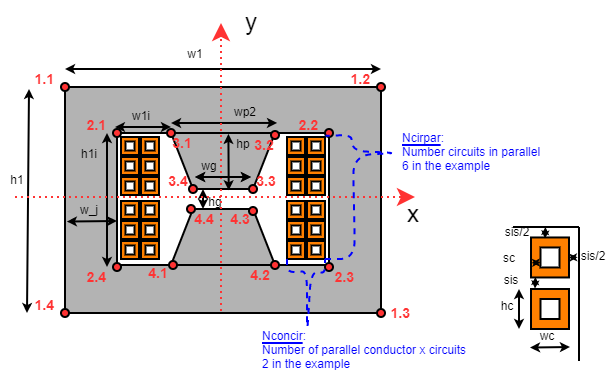 y
w1
1.1
1.2
w1i
wp2
2.1
2.2
3.1
3.2
hp
h1i
wg
3.4
3.3
h1
hg
x
w_j
4.4
4.3
2.4
4.1
4.2
2.3
1.4
1.3
Ncirpar:
Number circuits in parallel
6 in the example
Nconcir:
Number of parallel conductor x circuits
2 in the example
sis/2
sc
sis/2
sis
hc
wc